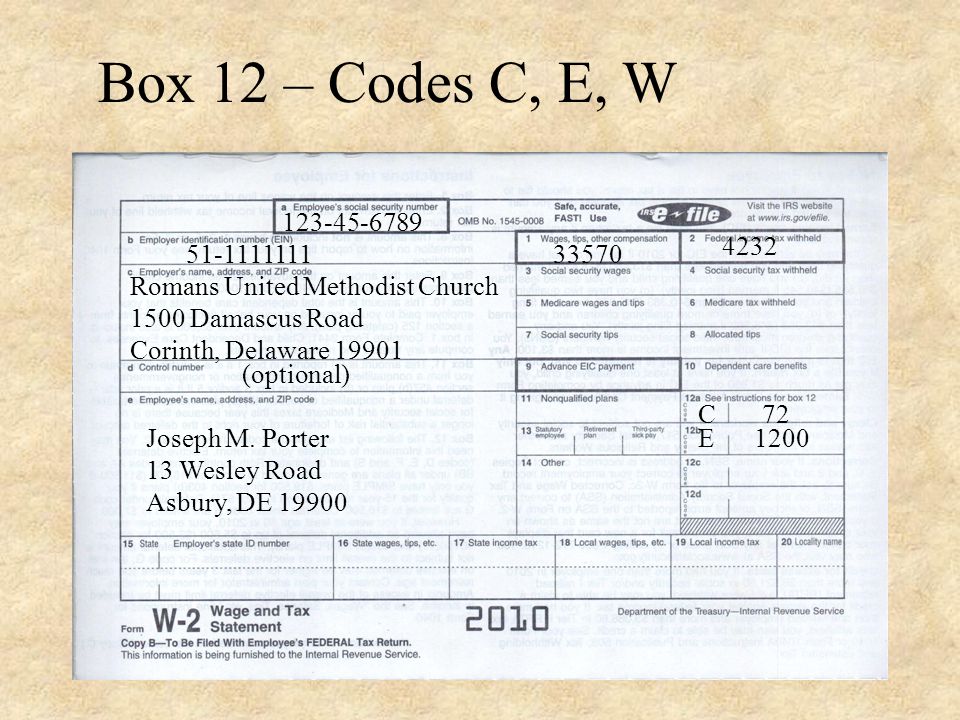 Box 12 – Codes C, E, W
a Employee's social security number
123-45-6789
OMB No. 1545-0008
Safe, accurate,
FAST! Use
IRS e-file
Visit the IRS website
at www.irs.gov/efile.
b Employer identification number (EIN)
51-1111111
1 Wages, tips, other compensation
33570
2 Federal income tax withheld
4232
c Employer's name, address, and ZIP code
Romans United Methodist Church
1500 Damascus Road
Corinth, Delaware 19901
3 Social security wages
4 Social security tax withheld
5 Medicare wages and tips
6 Medicare tax withheld
7 Social security tips
8 Allocated tips
d Control number
(optional)
9 Advance EIC payment
10 Dependent care benefits
e Employee's name, address, and ZIP code
Joseph M. Porter
13 Wesley Road
Asbury, DE 19900
11 Nonqualified plans
12a See instructions for box 12
Code
C 72
13 Statutory employee Retirement plan Third-party sick pay
12b
Code
E 1200
14 Other
12c
Code
12d
Code
15 State Employer's state ID number
16 State wages, tips, etc.
17 State income tax
18 Local wages, tips, etc.
19 Local income tax
20 Locality name
Form W-2 Wage and Tax Statement
2010
Department of the Treasury—Internal Revenue Service
Copy B—To Be Filed With Employee's FEDERAL Tax Return.
This information is being furnished to the Internal Revenue Service.